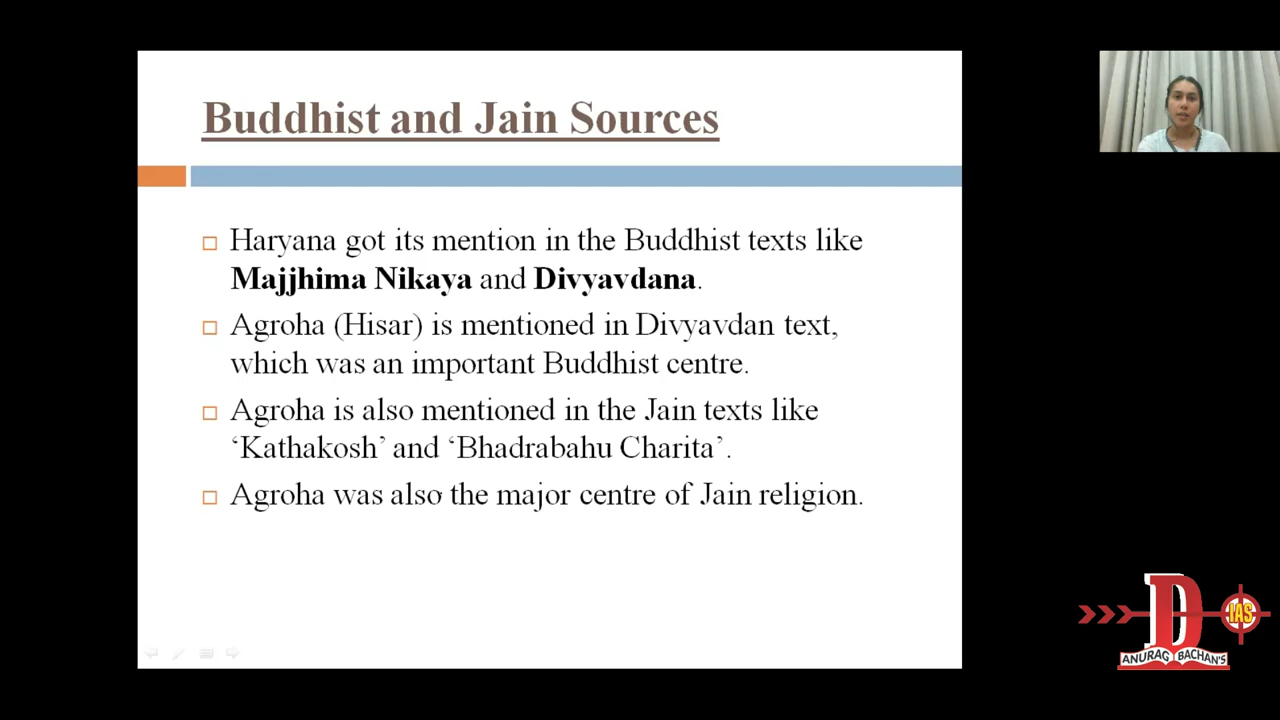 Buddhist and Jain Sources
Haryana got its mention in the Buddhist texts like
Majjhima Nikaya and Divyavdana.
Agroha (Hisar) is mentioned in Divyavdan text,
which was an important Buddhist centre.
Agroha is also mentioned in the Jain texts like
‘Kathakosh’ and ‘Bhadrabahu Charita’.
Agroha was also the major centre of Jain religion.
D
IAS
ANURAG BACHAN'S